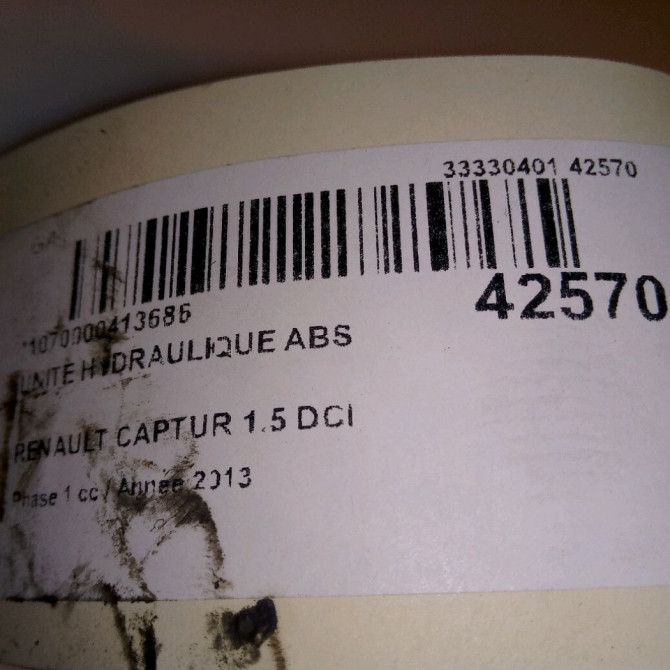 33330401 42570
42570
*1070000413686
UNITE HYDRAULIQUE ABS
RENAULT CAPTUR 1.5 DCI
Phase 1 cc / Année 2013